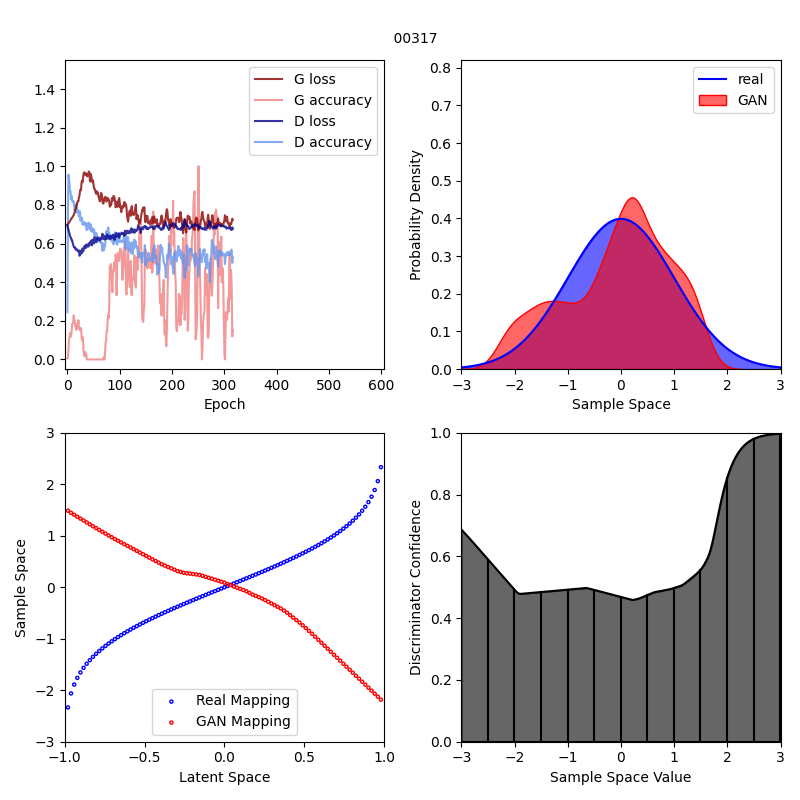 00317
G loss
G accuracy
D loss
D accuracy
1.4
1.2
1.0
0.8
0.6
0.4
0.2
0.0
0 100 200 300 400 500 600
Epoch
real
GAN
0.8
0.7
0.6
0.5
0.4
0.3
0.2
0.1
0.0
Probability Density
−3 −2 −1 0 1 2 3
Sample Space
3
2
1
0
−1
−2
−3
Sample Space
Real Mapping
GAN Mapping
−1.0 −0.5 0.0 0.5 1.0
Latent Space
1.0
0.8
0.6
0.4
0.2
0.0
Discriminator Confidence
−3 −2 −1 0 1 2 3
Sample Space Value